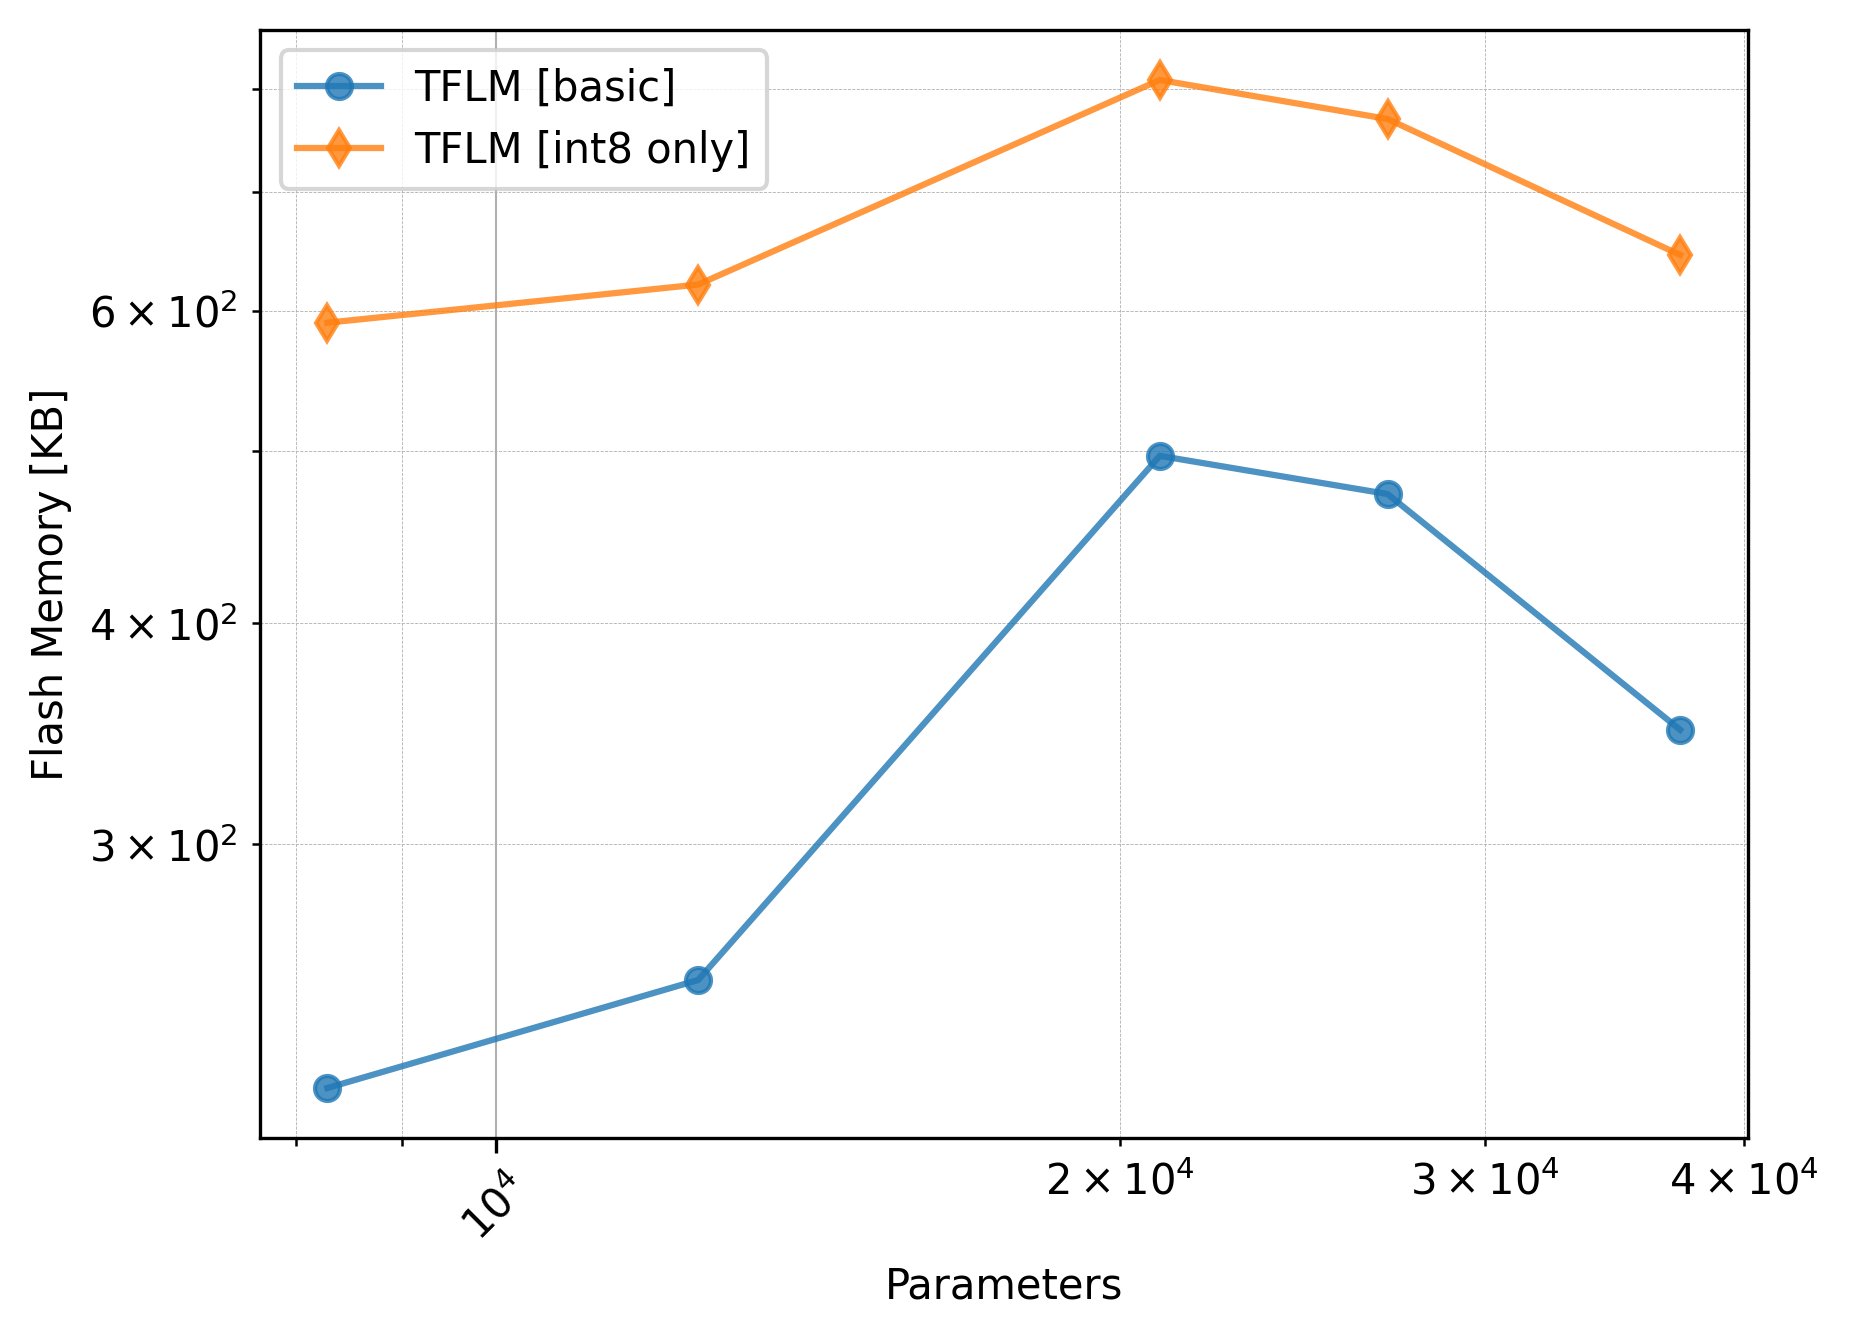 TFLM [basic]
TFLM [int8 only]
6 × 10²
4 × 10²
3 × 10²
Flash Memory [KB]
10⁴
2 × 10⁴
3 × 10⁴
4 × 10⁴
Parameters